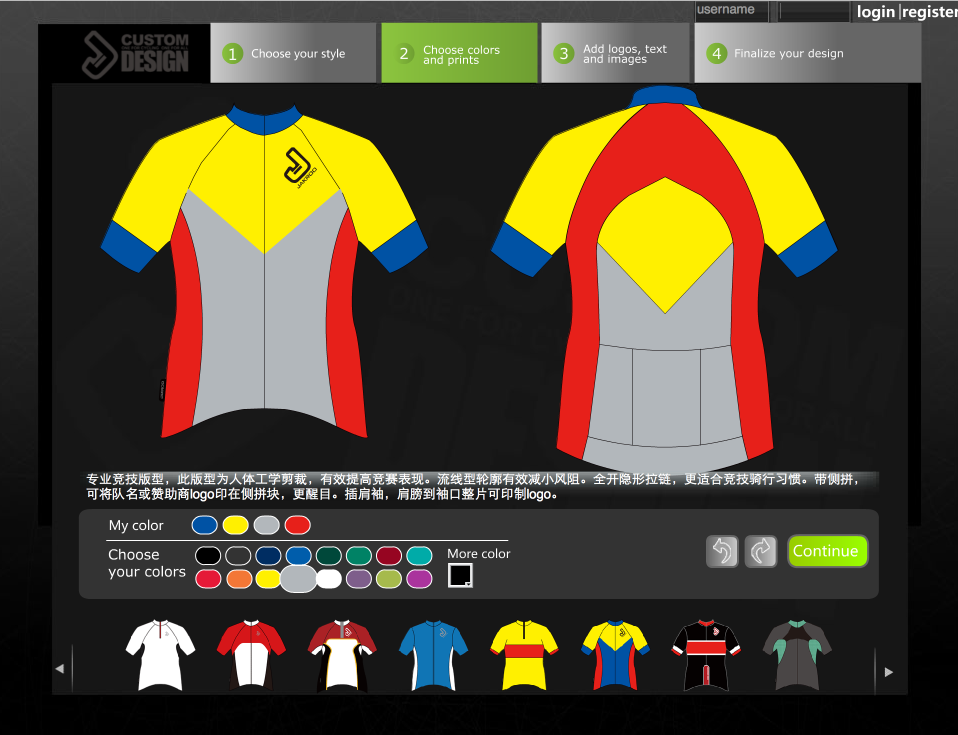 username
login |register
CUSTOM
ONE FOR CYCLING ONE FOR ALL
DESIGN
1 Choose your style
2 Choose colors
and prints
3 Add logos, text
and images
4 Finalize your design
JAKROO
专业竞技版型，此版型为人体工学剪裁，有效提高竞赛表现。流线型轮廓有效减小风阻。全开隐形拉链，更适合竞技骑行习惯。带侧拼，
可将队名或赞助商logo印在侧拼块，更醒目。插肩袖，肩膀到袖口整片可印制logo。
My color
Choose
your colors
More color
Continue